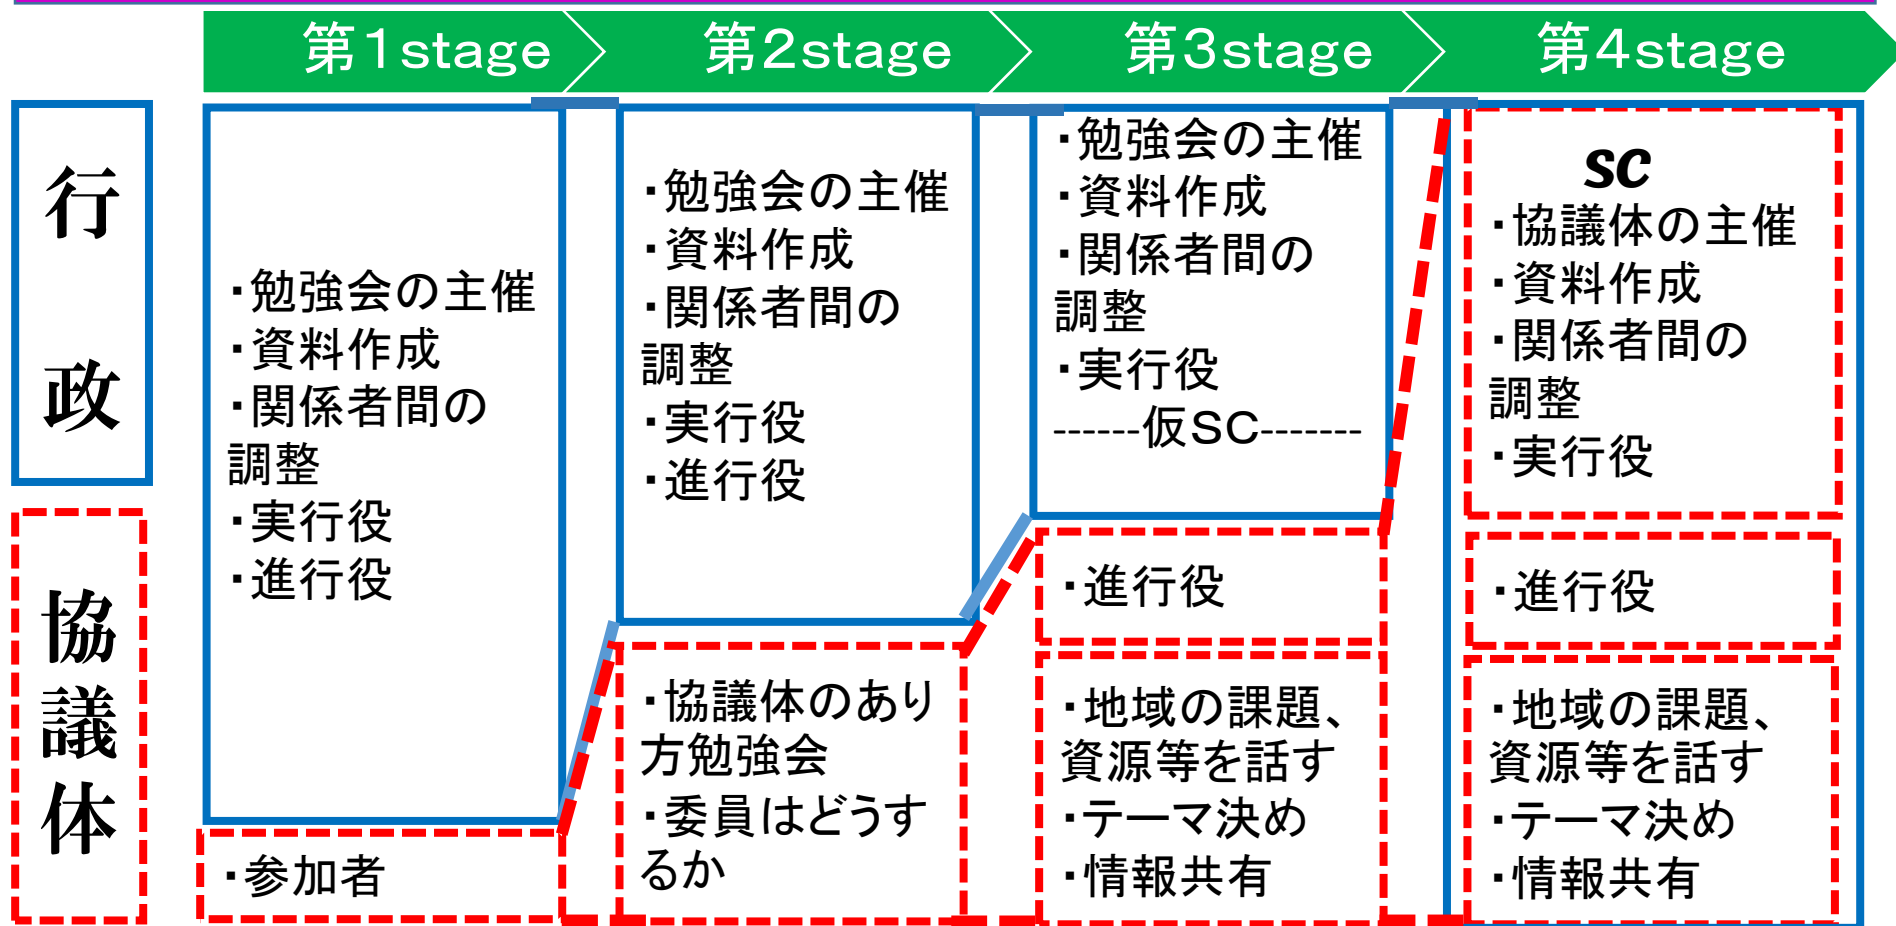 第1stage
第2stage
第3stage
第4stage
行
政
協
議
体
・勉強会の主催
・資料作成
・関係者間の
調整
・実行役
・進行役
・参加者
・勉強会の主催
・資料作成
・関係者間の
調整
・実行役
・進行役
・協議体のあり
方勉強会
・委員はどうす
るか
・勉強会の主催
・資料作成
・関係者間の
調整
・実行役
------仮SC-------
・進行役
・地域の課題、
資源等を話す
・テーマ決め
・情報共有
SC
・協議体の主催
・資料作成
・関係者間の
調整
・実行役
・進行役
・地域の課題、
資源等を話す
・テーマ決め
・情報共有